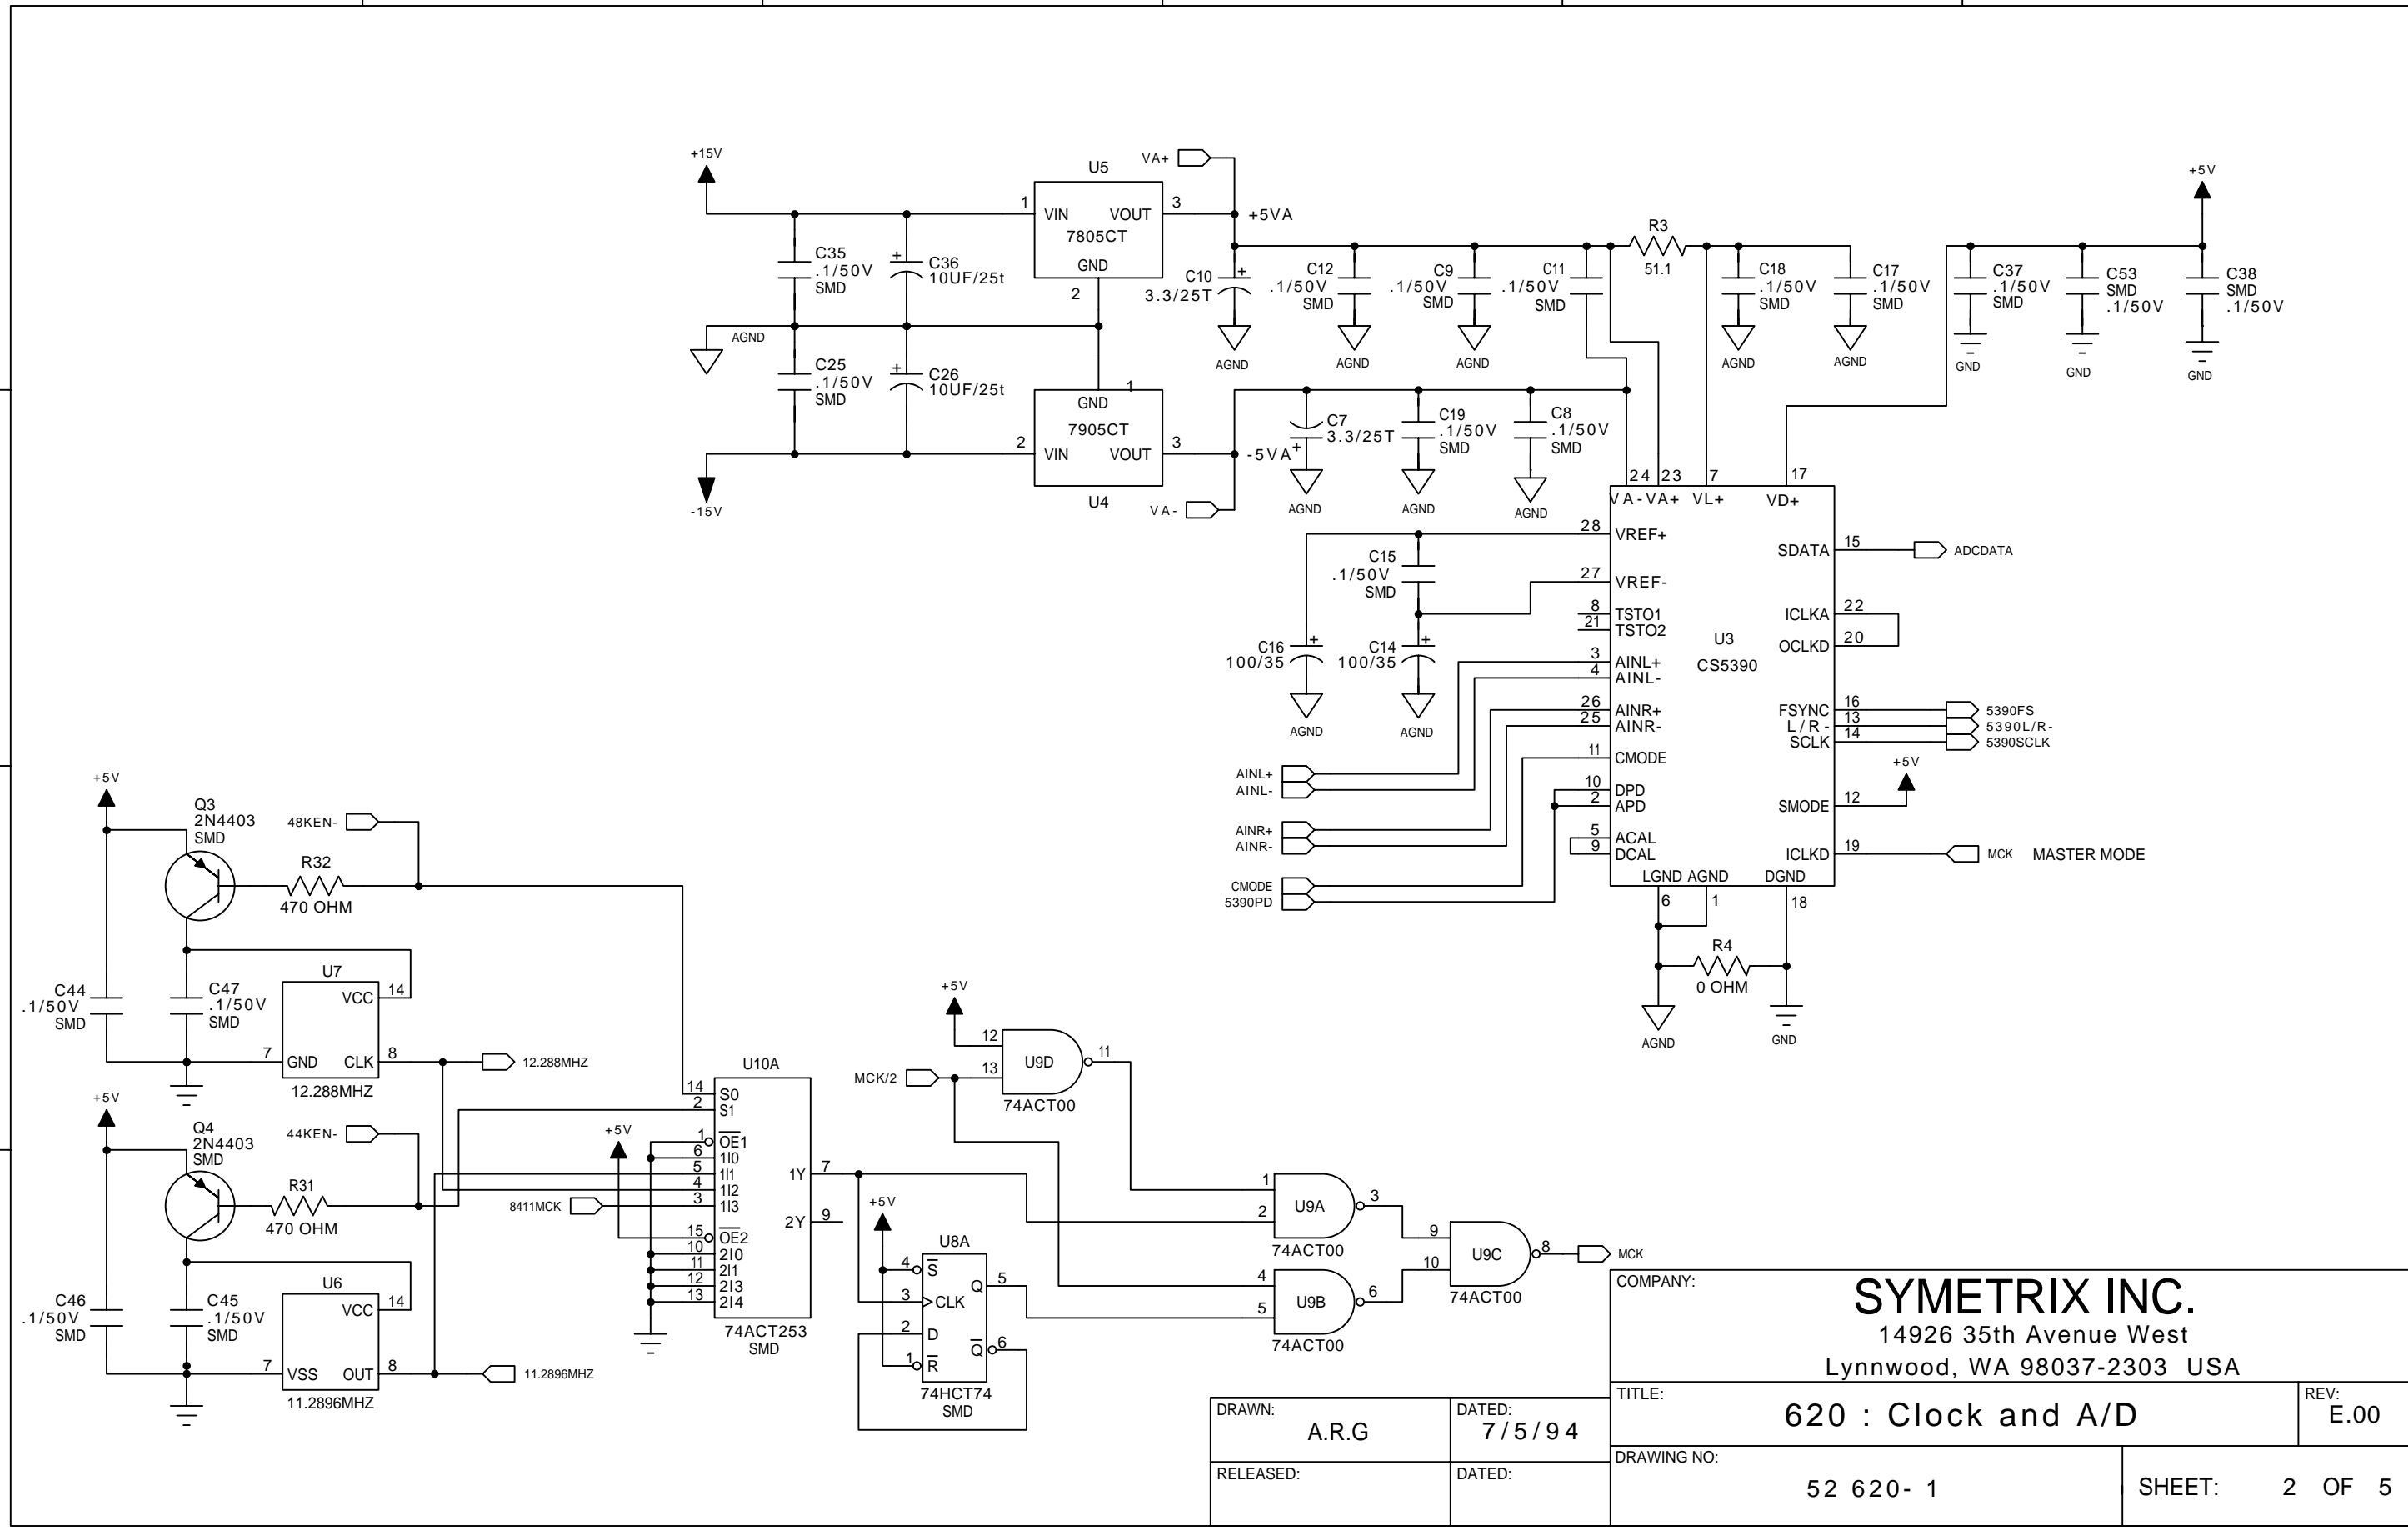 +15V
U5
VA+
1
VIN
VOUT
3
7805CT
GND
2
+5VA
C35
.1/50V
SMD
+
C36
10UF/25t
AGND
C25
.1/50V
SMD
+
C26
10UF/25t
1
GND
7905CT
2
VIN
VOUT
3
U4
-15V
-5VA
VA-
C10
3.3/25T
+
AGND
C12
.1/50V
SMD
AGND
C9
.1/50V
SMD
AGND
C11
.1/50V
SMD
R3
51.1
C18
.1/50V
SMD
AGND
C17
.1/50V
SMD
AGND
+5V
C37
.1/50V
SMD
GND
C53
SMD
.1/50V
GND
C38
SMD
.1/50V
GND
C7
3.3/25T
+
AGND
C19
.1/50V
SMD
AGND
C8
.1/50V
SMD
AGND
24
23
7
17
VA-
VA+
VL+
VD+
28
VREF+
27
VREF-
8
TSTO1
21
TSTO2
3
AINL+
4
AINL-
26
AINR+
25
AINR-
11
CMODE
10
DPD
2
APD
5
ACAL
9
DCAL
U3
CS5390
SDATA
15
ADCDATA
ICLKA
22
OCLKD
20
FSYNC
16
5390FS
L/R-
13
5390L/R-
SCLK
14
5390SCLK
+5V
SMODE
12
ICLKD
19
MCK
MASTER MODE
LGND
AGND
DGND
6
1
18
R4
0 OHM
AGND
GND
C15
.1/50V
SMD
C16
100/35
+
AGND
C14
100/35
+
AGND
AINL+
AINL-
AINR+
AINR-
CMODE
5390PD
+5V
Q3
2N4403
SMD
48KEN-
R32
470 OHM
C44
.1/50V
SMD
C47
.1/50V
SMD
U7
VCC
14
7
GND
CLK
8
12.288MHZ
12.288MHZ
+5V
Q4
2N4403
SMD
44KEN-
R31
470 OHM
C46
.1/50V
SMD
C45
.1/50V
SMD
U6
VCC
14
7
VSS
OUT
8
11.2896MHZ
11.2896MHZ
U10A
14
S0
2
S1
+5V
1
OE1
6
1I0
5
1I1
4
1I2
8411MCK
3
1I3
15
OE2
10
2I0
11
2I1
12
2I3
13
2I4
1Y
7
2Y
9
74ACT253
SMD
+5V
U8A
4
S
Q
5
3
CLK
2
D
Q
6
1
R
74HCT74
SMD
+5V
12
MCK/2
13
U9D
11
74ACT00
1
2
U9A
3
74ACT00
4
5
U9B
6
74ACT00
9
10
U9C
8
74ACT00
MCK
COMPANY:
SYMETRIX INC.
14926 35th Avenue West
Lynnwood, WA 98037-2303 USA
DRAWN:
A.R.G
DATED:
7/5/94
TITLE:
620 : Clock and A/D
REV:
E.00
RELEASED:
DATED:
DRAWING NO:
52 620- 1
SHEET: 2 OF 5